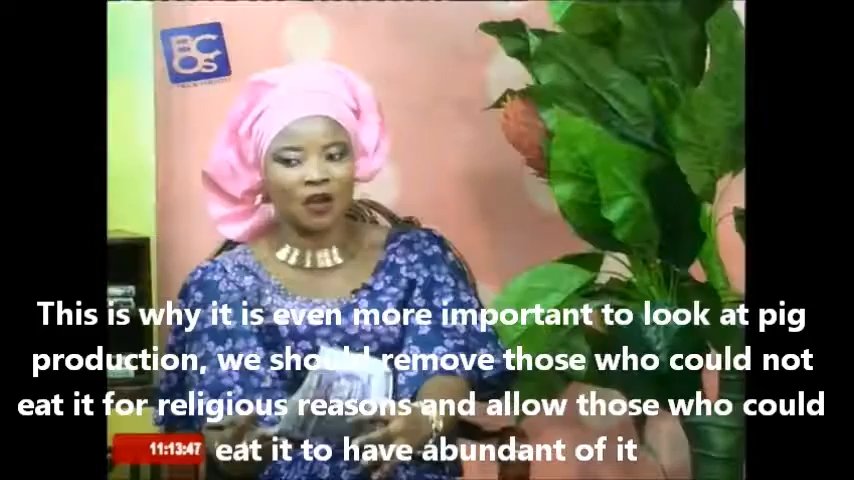 BC
OS
This is why it is even more important to look at pig
production, we should remove those who could not
eat it for religious reasons and allow those who could
11:13:47 eat it to have abundant of it